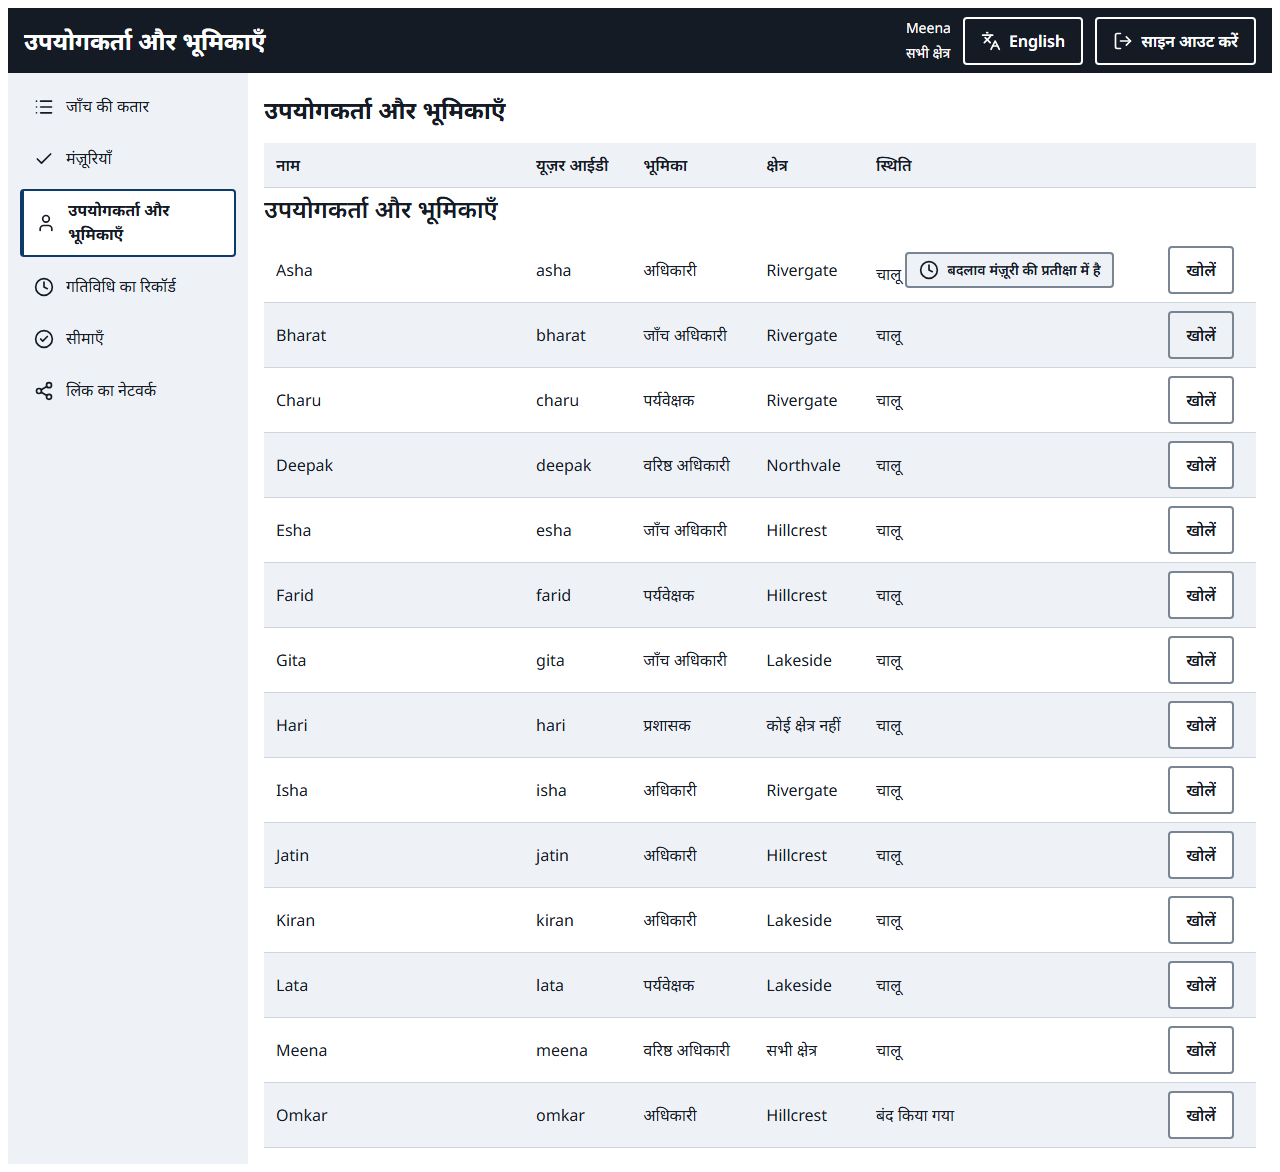 उपयोगकर्ता और भूमिकाएँ
Meena
सभी क्षेत्र
English
साइन आउट करें
जाँच की कतार
मंज़ूरियाँ
उपयोगकर्ता और
भूमिकाएँ
गतिविधि का रिकॉर्ड
सीमाएँ
लिंक का नेटवर्क
उपयोगकर्ता और भूमिकाएँ
नाम यूज़र आईडी भूमिका क्षेत्र स्थिति
उपयोगकर्ता और भूमिकाएँ
Asha asha अधिकारी Rivergate चालू बदलाव मंज़ूरी की प्रतीक्षा में है खोलें
Bharat bharat जाँच अधिकारी Rivergate चालू खोलें
Charu charu पर्यवेक्षक Rivergate चालू खोलें
Deepak deepak वरिष्ठ अधिकारी Northvale चालू खोलें
Esha esha जाँच अधिकारी Hillcrest चालू खोलें
Farid farid पर्यवेक्षक Hillcrest चालू खोलें
Gita gita जाँच अधिकारी Lakeside चालू खोलें
Hari hari प्रशासक कोई क्षेत्र नहीं चालू खोलें
Isha isha अधिकारी Rivergate चालू खोलें
Jatin jatin अधिकारी Hillcrest चालू खोलें
Kiran kiran अधिकारी Lakeside चालू खोलें
Lata lata पर्यवेक्षक Lakeside चालू खोलें
Meena meena वरिष्ठ अधिकारी सभी क्षेत्र चालू खोलें
Omkar omkar अधिकारी Hillcrest बंद किया गया खोलें